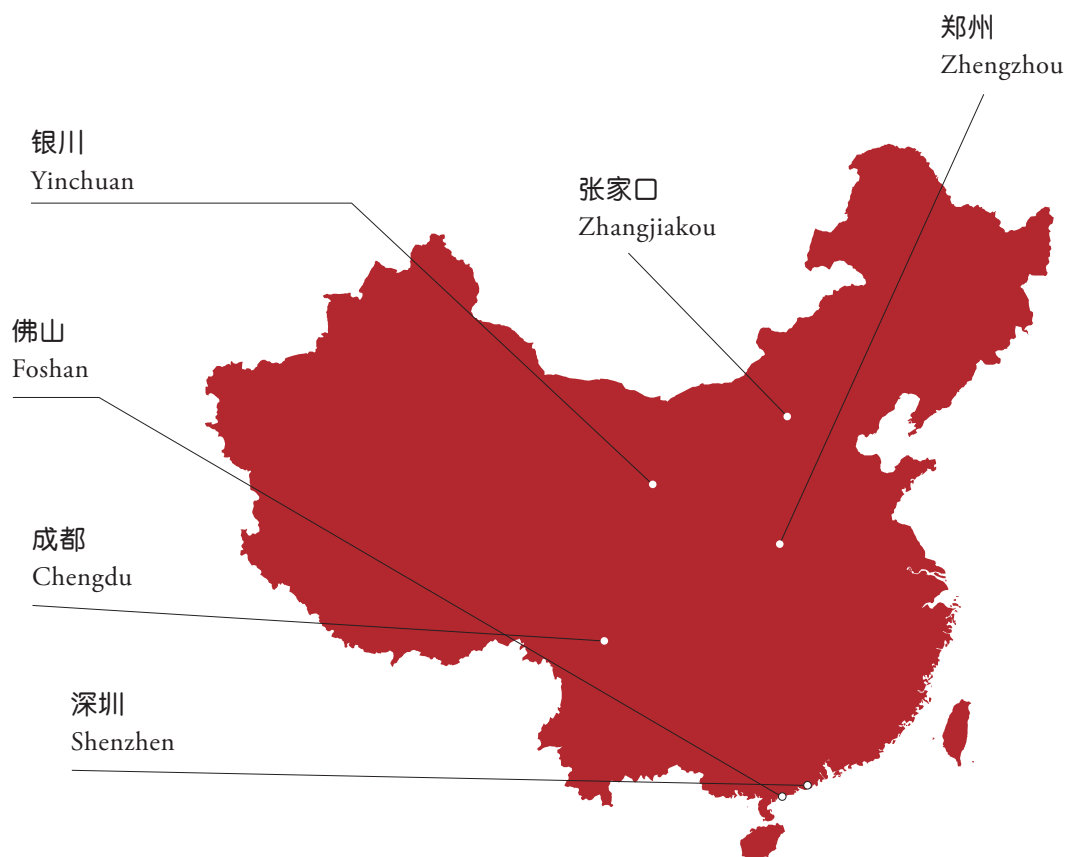 郑州
Zhengzhou
银川
Yinchuan
张家口
Zhangjiakou
佛山
Foshan
成都
Chengdu
深圳
Shenzhen